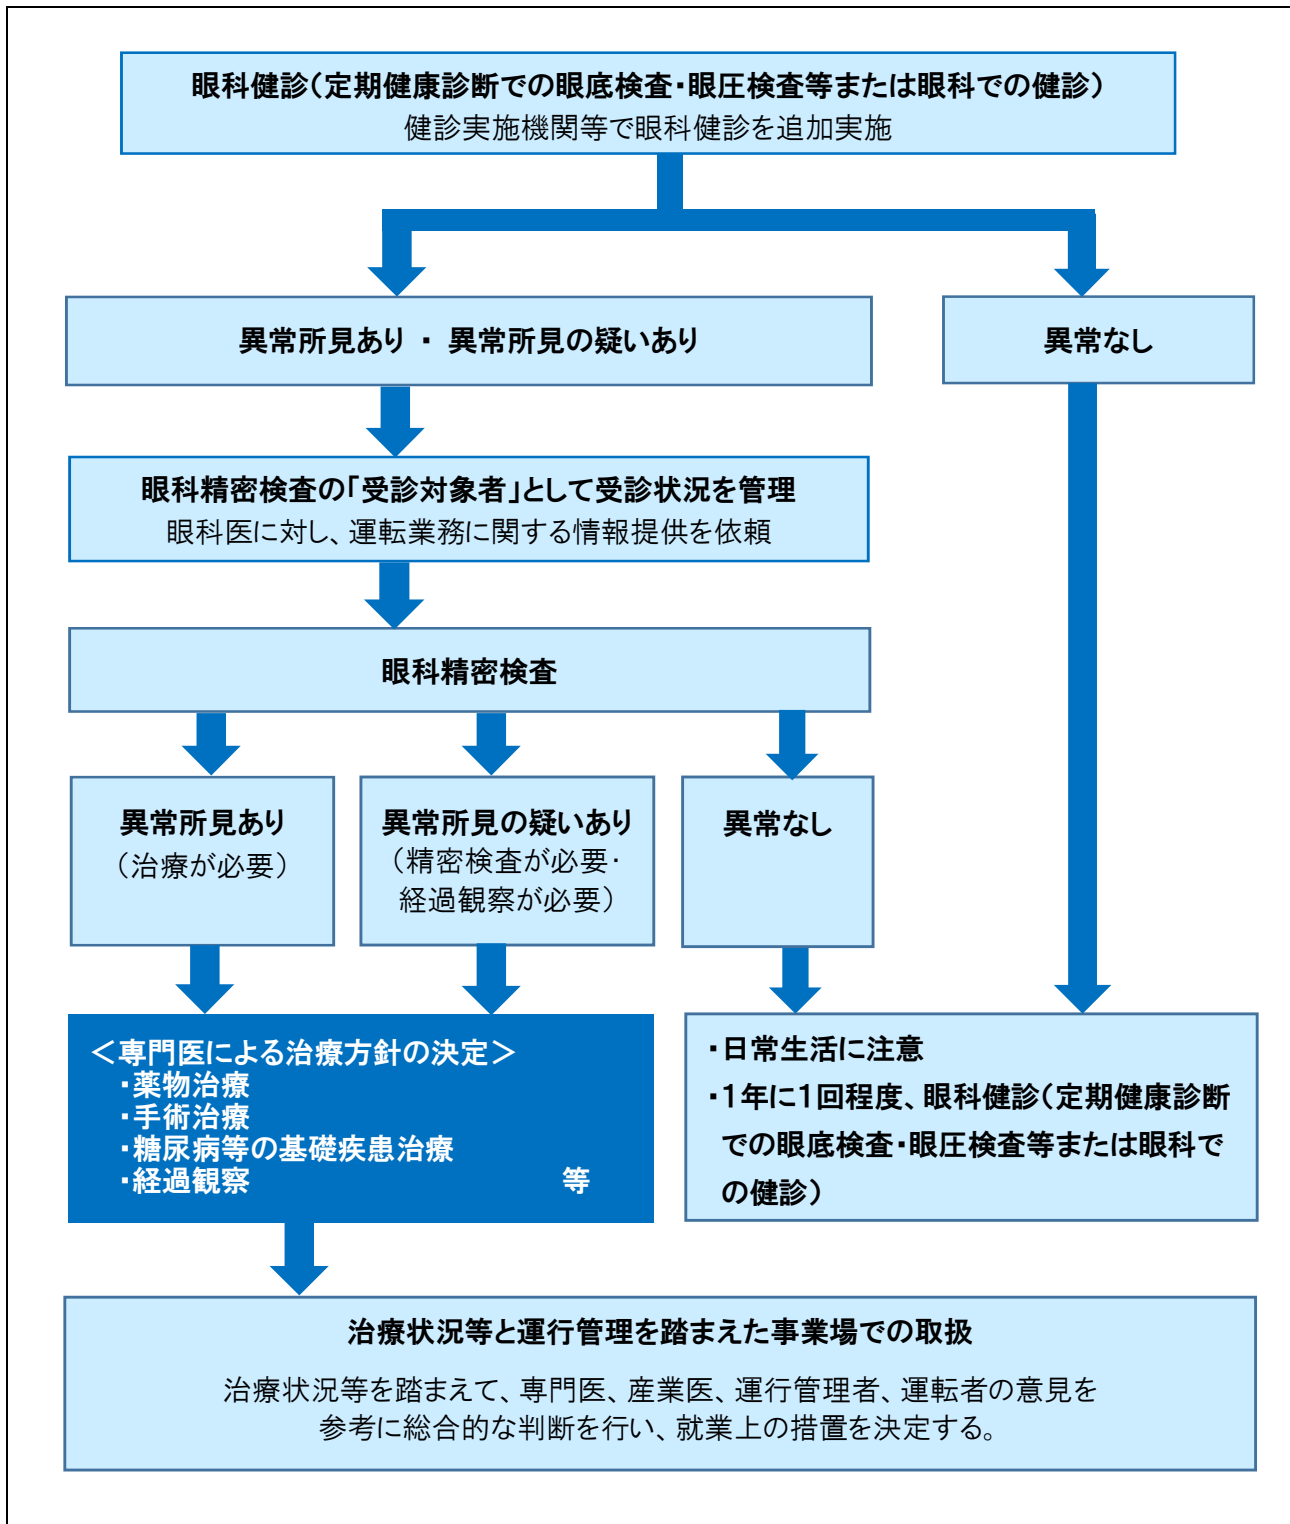 眼科健診（定期健康診断での眼底検査・眼圧検査等または眼科での健診）
健診実施機関等で眼科健診を追加実施
異常所見あり ・ 異常所見の疑いあり
異常なし
眼科精密検査の「受診対象者」として受診状況を管理
眼科医に対し、運転業務に関する情報提供を依頼
眼科精密検査
異常所見あり
（治療が必要）
異常所見の疑いあり
（精密検査が必要・
経過観察が必要）
異常なし
＜専門医による治療方針の決定＞
・薬物治療
・手術治療
・糖尿病等の基礎疾患治療
・経過観察 等
・日常生活に注意
・1年に1回程度、眼科健診（定期健康診断
での眼底検査・眼圧検査等または眼科で
の健診）
治療状況等と運行管理を踏まえた事業場での取扱
治療状況等を踏まえて、専門医、産業医、運行管理者、運転者の意見を
参考に総合的な判断を行い、就業上の措置を決定する。